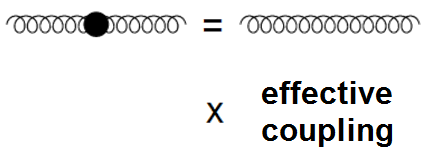 =
x effective
coupling